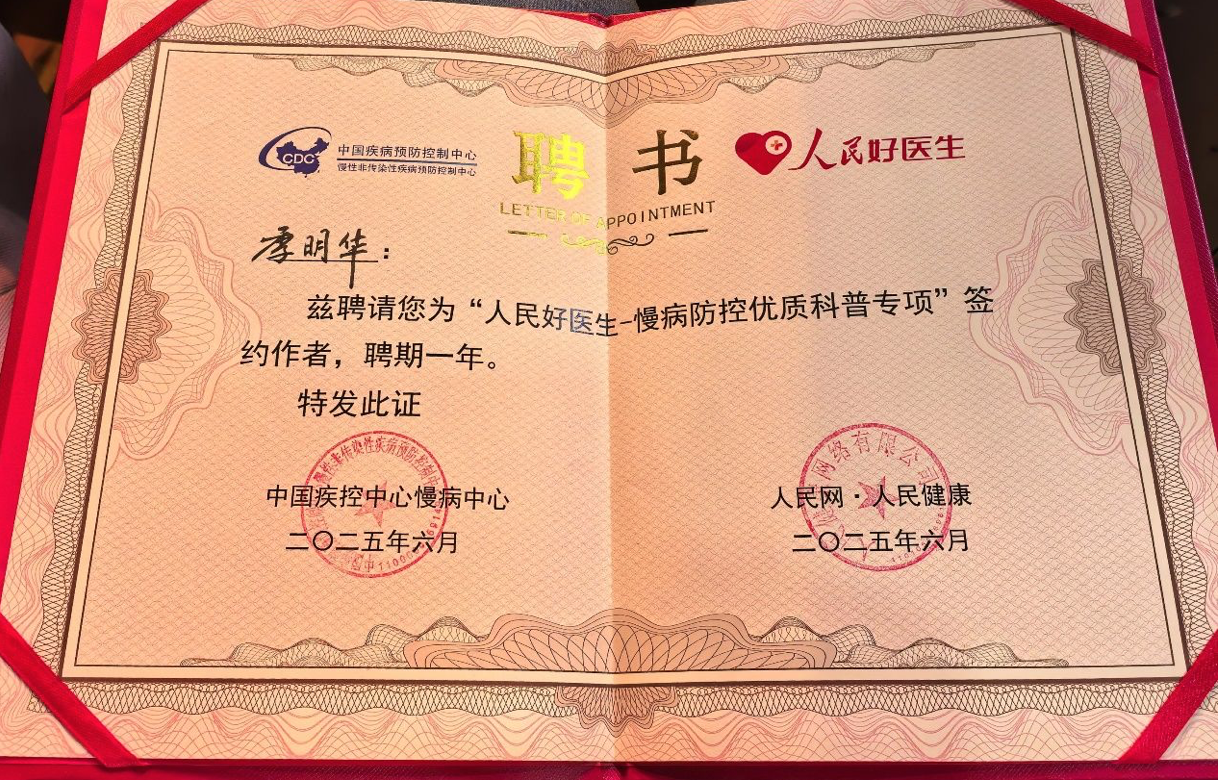 CDC 中国疾病预防控制中心
慢性非传染性疾病预防控制中心
聘书
人民好医生
LETTER OF APPOINTMENT
李明华：
兹聘请您为“人民好医生-慢病防控优质科普专项”签
约作者，聘期一年。
特发此证
中国疾控中心慢病中心
二〇二五年六月
人民网·人民健康
二〇二五年六月